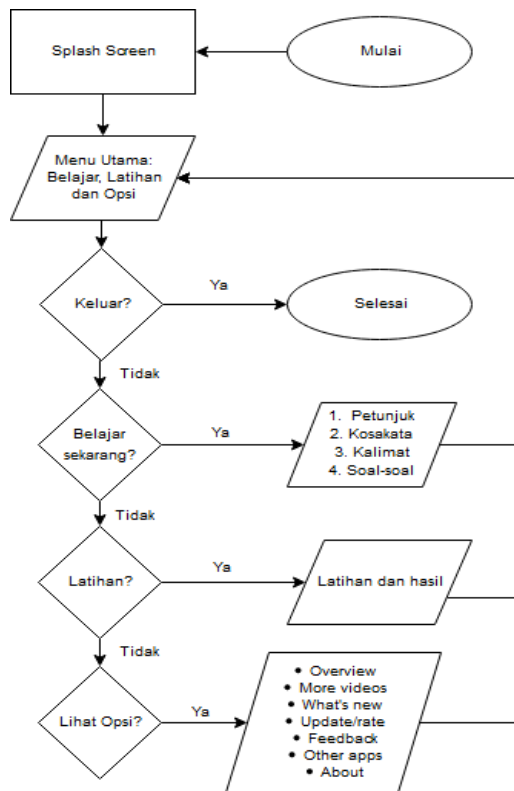 Splash Screen
Mulai
Menu Utama:
Belajar, Latihan
dan Opsi
Keluar?
Ya
Selesai
Tidak
Belajar
sekarang?
Ya
1. Petunjuk
2. Kosakata
3. Kalimat
4. Soal-soal
Tidak
Latihan?
Ya
Latihan dan hasil
Tidak
Lihat Opsi?
Ya
• Overview
• More videos
• What's new
• Update/rate
• Feedback
• Other apps
• About